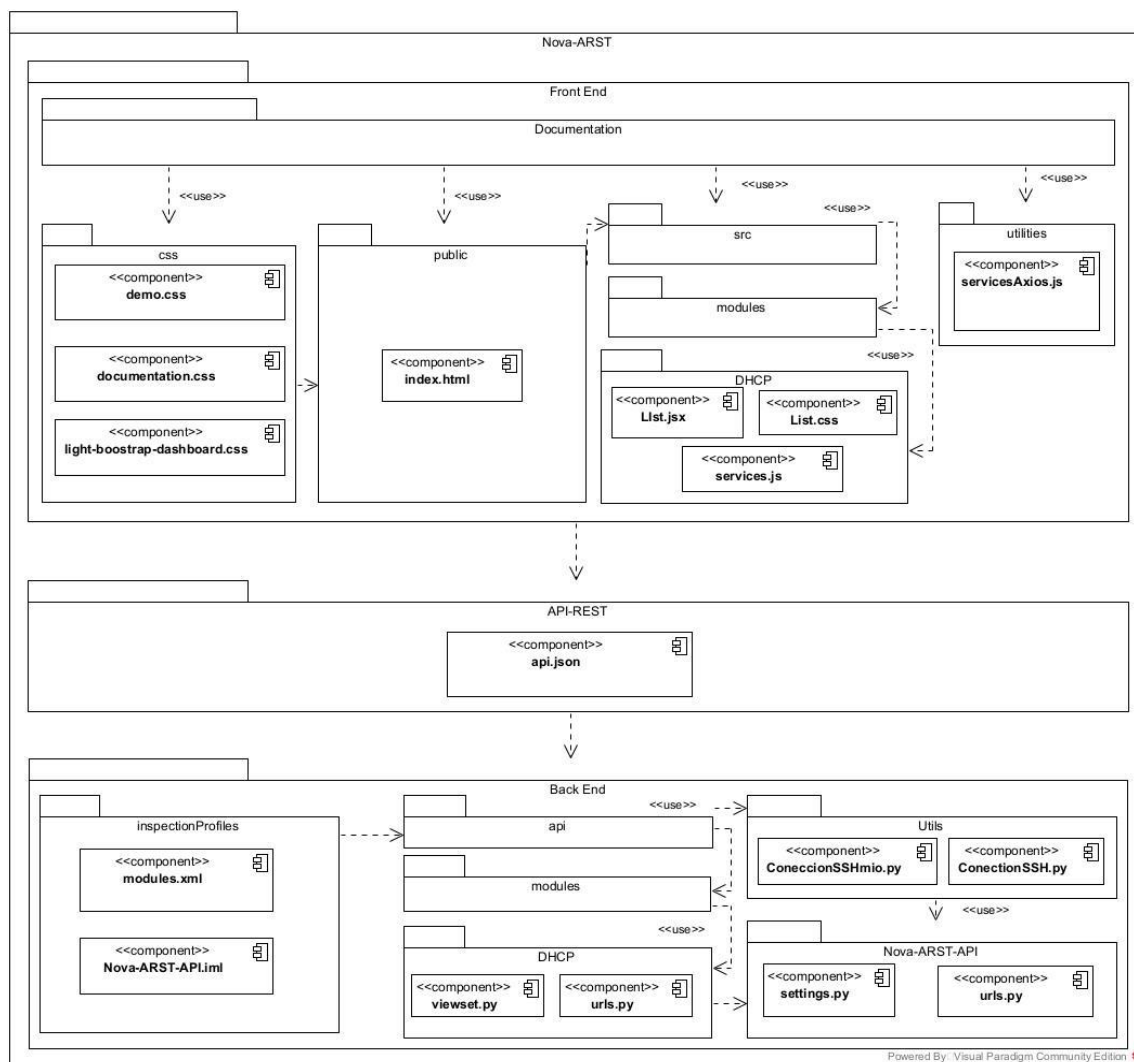 Nova-ARST
Front End
Documentation
<<use>>
<<use>>
<<use>>
<<use>>
css
<<component>>
demo.css
<<component>>
documentation.css
<<component>>
light-boostrap-dashboard.css
public
<<component>>
index.html
<<use>>
src
modules
<<use>>
DHCP
<<component>>
LIst.jsx
<<component>>
List.css
<<component>>
services.js
utilities
<<component>>
servicesAxios.js
API-REST
<<component>>
api.json
Back End
inspectionProfiles
<<component>>
modules.xml
<<component>>
Nova-ARST-API.iml
<<use>>
api
modules
<<use>>
DHCP
<<component>>
viewset.py
<<component>>
urls.py
Utils
<<component>>
ConeccionSSHmio.py
<<component>>
ConectionSSH.py
<<use>>
Nova-ARST-API
<<component>>
settings.py
<<component>>
urls.py
Powered By: Visual Paradigm Community Edition